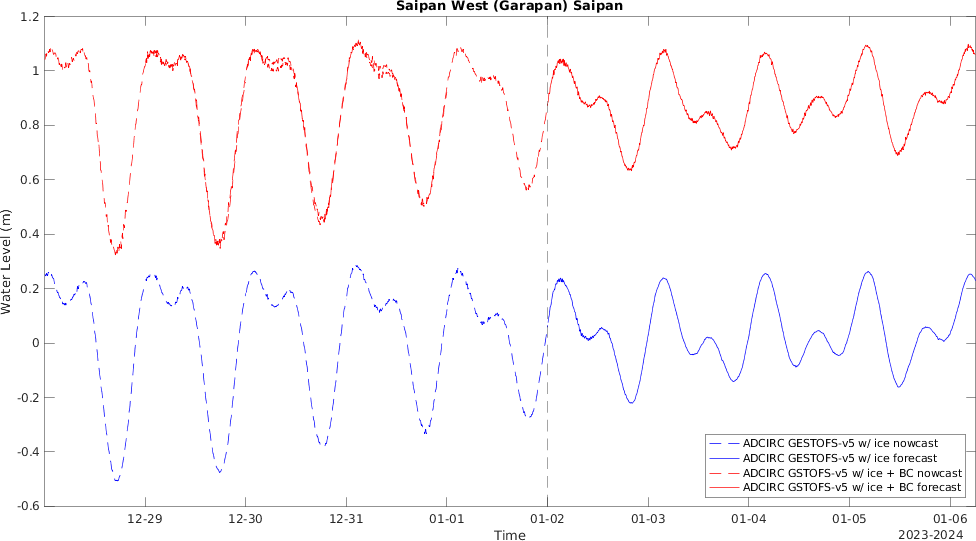 Saipan West (Garapan) Saipan
1.2
1
0.8
0.6
0.4
0.2
0
-0.2
-0.4
-0.6
Water Level (m)
ADCIRC GESTOFS-v5 w/ ice nowcast
ADCIRC GESTOFS-v5 w/ ice forecast
ADCIRC GSTOFS-v5 w/ ice + BC nowcast
ADCIRC GSTOFS-v5 w/ ice + BC forecast
12-29 12-30 12-31 01-01 01-02 01-03 01-04 01-05 01-06
Time
2023-2024